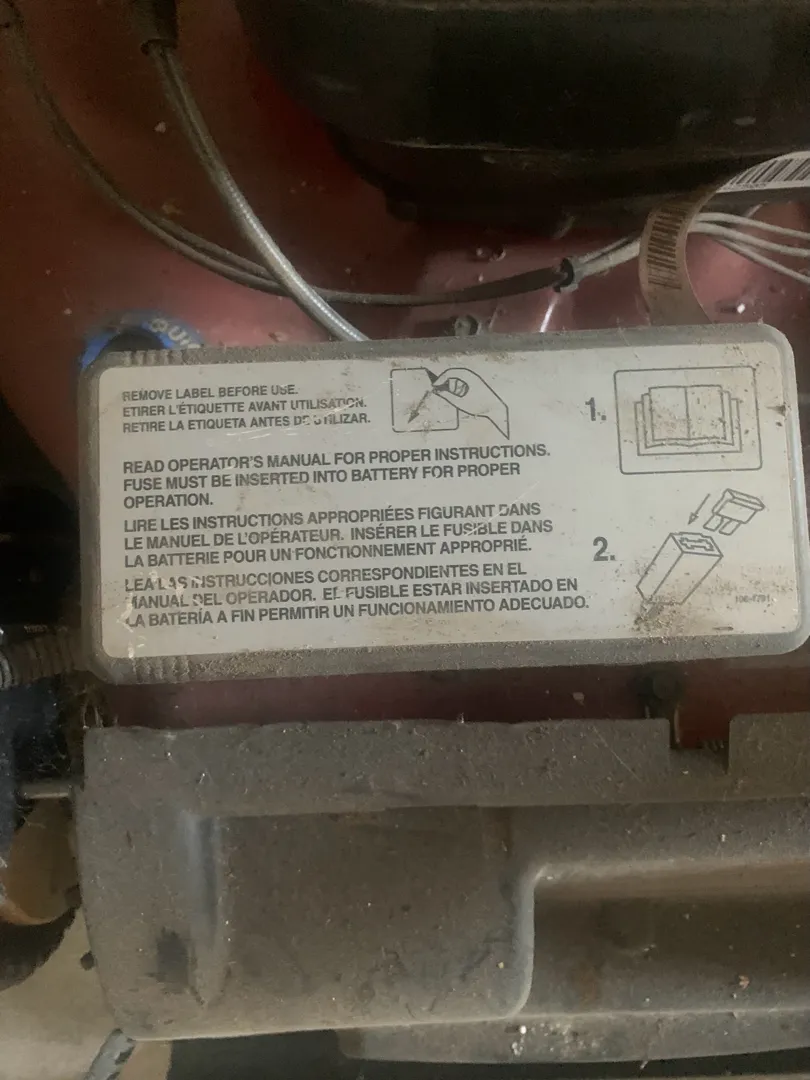 REMOVE LABEL BEFORE USE.
ETIRER L'ÉTIQUETTE AVANT UTILISATION.
RETIRE LA ETIQUETA ANTES DE UTILIZAR.
READ OPERATOR'S MANUAL FOR PROPER INSTRUCTIONS.
FUSE MUST BE INSERTED INTO BATTERY FOR PROPER
OPERATION.
LIRE LES INSTRUCTIONS APPROPRIÉES FIGURANT DANS
LE MANUEL DE L'OPÉRATEUR. INSÉRER LE FUSIBLE DANS
LA BATTERIE POUR UN FONCTIONNEMENT APPROPRIÉ.
LEA LAS INSTRUCCIONES CORRESPONDIENTES EN EL
MANUAL DEL OPERADOR. EL FUSIBLE ESTAR INSERTADO EN
LA BATERÍA A FIN PERMITIR UN FUNCIONAMIENTO ADECUADO.
1.
2.